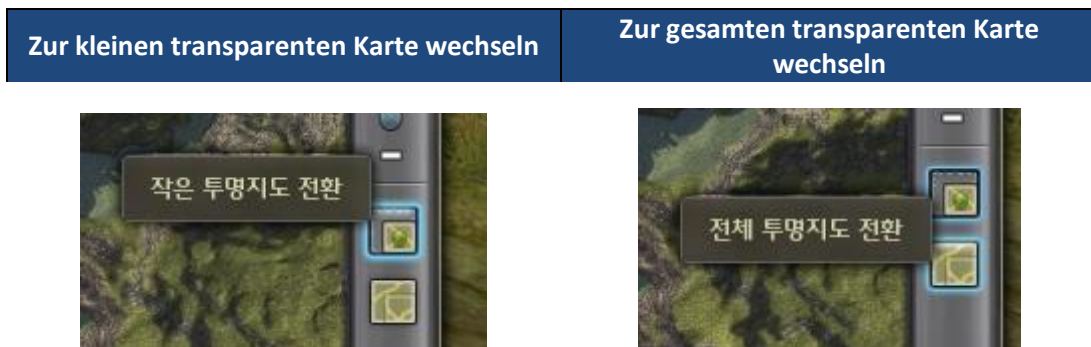 Zur kleinen transparenten Karte wechseln
Zur gesamten transparenten Karte
wechseln
작은 투명지도 전환
전체 투명지도 전환